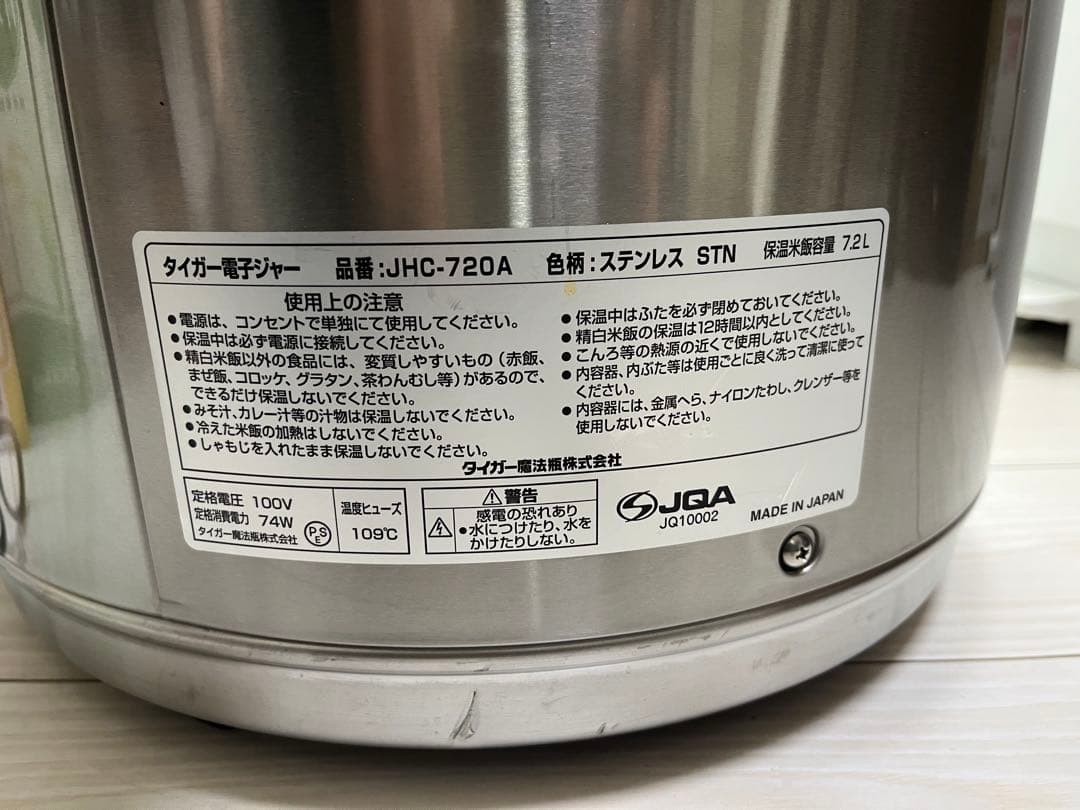 タイガー電子ジャー 品番:JHC-720A 色柄:ステンレス STN 保温米飯容量 7.2L
使用上の注意
●電源は、コンセントで単独にて使用してください。
●保温中は必ず電源に接続してください。
●精白米飯以外の食品には、変質しやすいもの(赤飯、
まぜ飯、コロッケ、グラタン、茶わんむし等)があるので、
できるだけ保温しないでください。
●みそ汁、カレー汁等の汁物は保温しないでください。
●冷えた米飯の加熱はしないでください。
●しゃもじを入れたまま保温しないでください。
●保温中はふたを必ず閉めておいてください。
●精白米飯の保温は12時間以内としてください。
●こんろ等の熱源の近くで使用しないでください。
●内容器、内ぶた等は使用ごとに良く洗って清潔に使って
ください。
●内容器には、金属へら、ナイロンたわし、クレンザー等を
使用しないでください。
タイガー魔法瓶株式会社
定格電圧 100V
定格消費電力 74W
タイガー魔法瓶株式会社
PSE
温度ヒューズ
109℃
警告
感電の恐れあり
●水につけたり、水を
かけたりしない。
JQA
JQ10002
MADE IN JAPAN